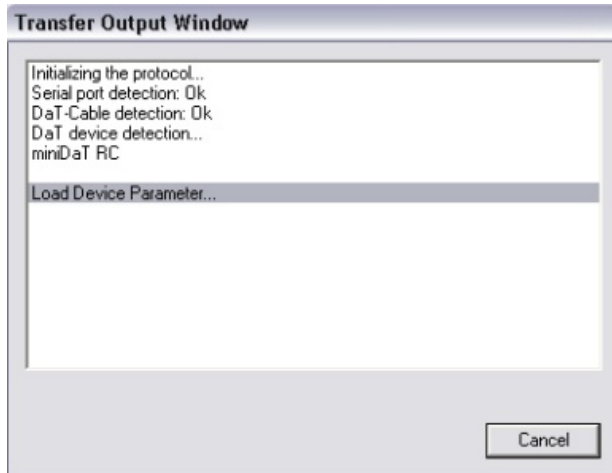 Transfer Output Window
Initializing the protocol...
Serial port detection: Ok
DaT-Cable detection: Ok
DaT device detection...
miniDaT RC
Load Device Parameter...
Cancel